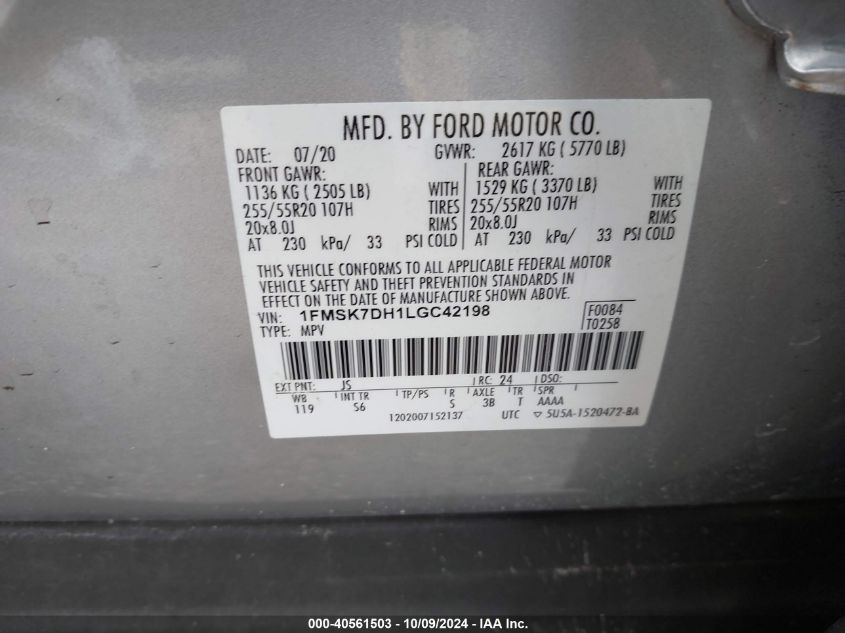 MFD. BY FORD MOTOR CO.
DATE: 07/20 GVWR: 2617 KG ( 5770 LB)
FRONT GAWR: REAR GAWR:
1136 KG ( 2505 LB) WITH 1529 KG ( 3370 LB) WITH
255/55R20 107H TIRES 255/55R20 107H TIRES
20x8.0J RIMS 20x8.0J RIMS
AT 230 kPa/ 33 PSI COLD AT 230 kPa/ 33 PSI COLD
THIS VEHICLE CONFORMS TO ALL APPLICABLE FEDERAL MOTOR
VEHICLE SAFETY AND THEFT PREVENTION STANDARDS IN
EFFECT ON THE DATE OF MANUFACTURE SHOWN ABOVE.
VIN: 1FMSK7DH1LGC42198 F0084
TYPE: MPV T0258
EXT PNT: JS RC: 24 DSO:
WB INT TR TP/PS R AXLE TR SPR
119 S6 S 3B T AAAA
1202007152137 UTC ▽ 5U5A-1520472-BA
000-40561503 - 10/09/2024 - IAA Inc.